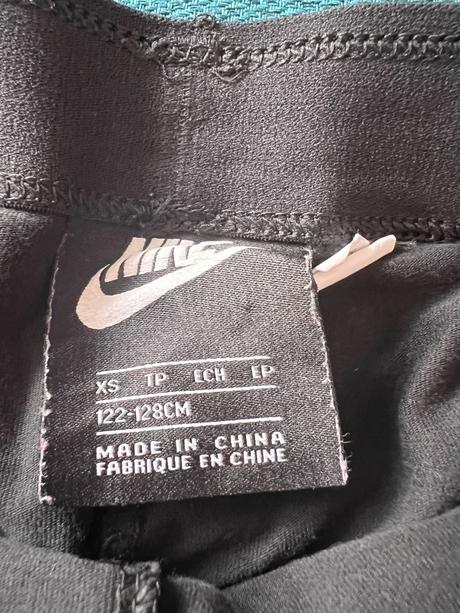 NIKE
XS TP ECH EP
122-128CM
MADE IN CHINA
FABRIQUE EN CHINE